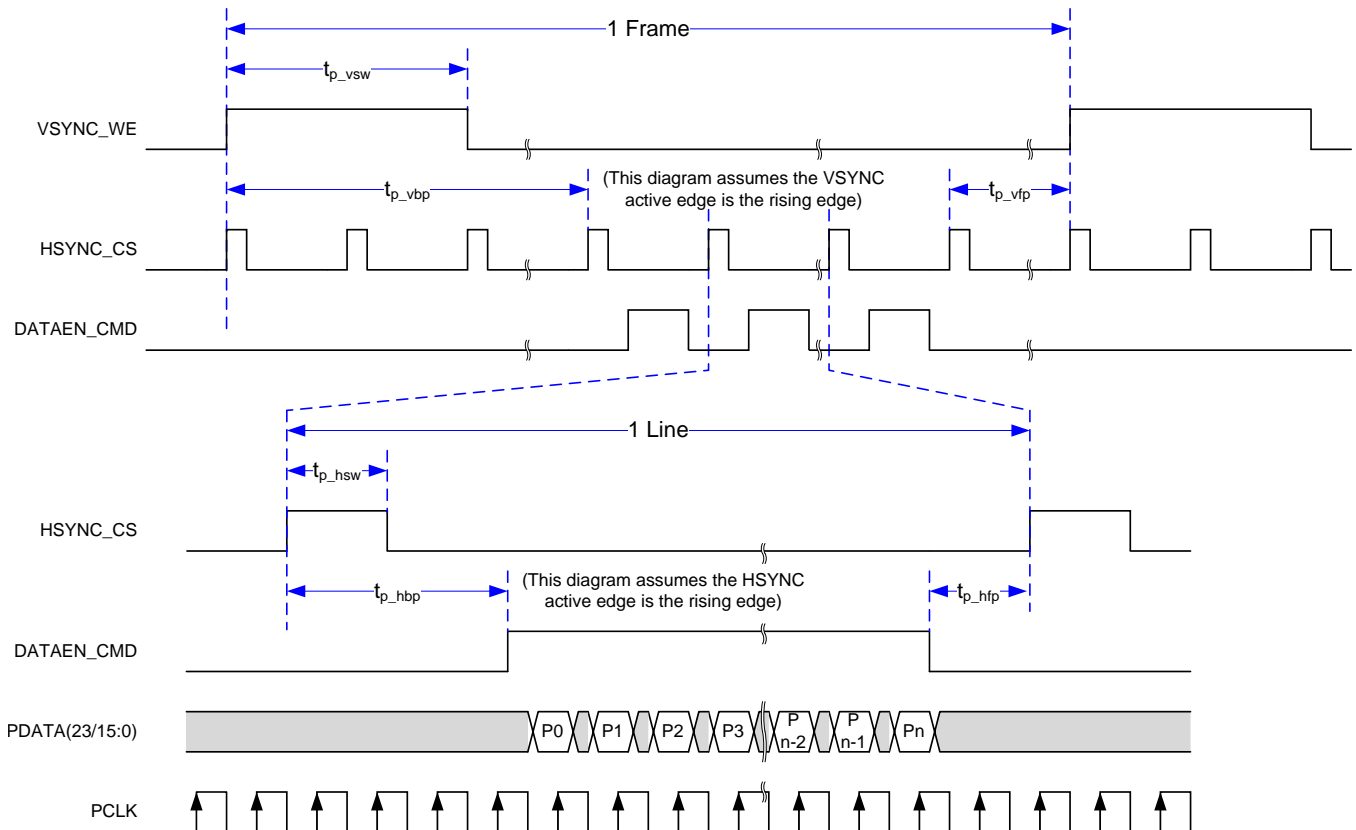 1 Frame
tp_vsw
VSYNC_WE
tp_vbp
(This diagram assumes the VSYNC
active edge is the rising edge)
tp_vfp
HSYNC_CS
DATAEN_CMD
1 Line
tp_hsw
HSYNC_CS
tp_hbp
(This diagram assumes the HSYNC
active edge is the rising edge)
tp_hfp
DATAEN_CMD
PDATA(23/15:0)
P0
P1
P2
P3
P
n-2
P
n-1
Pn
PCLK